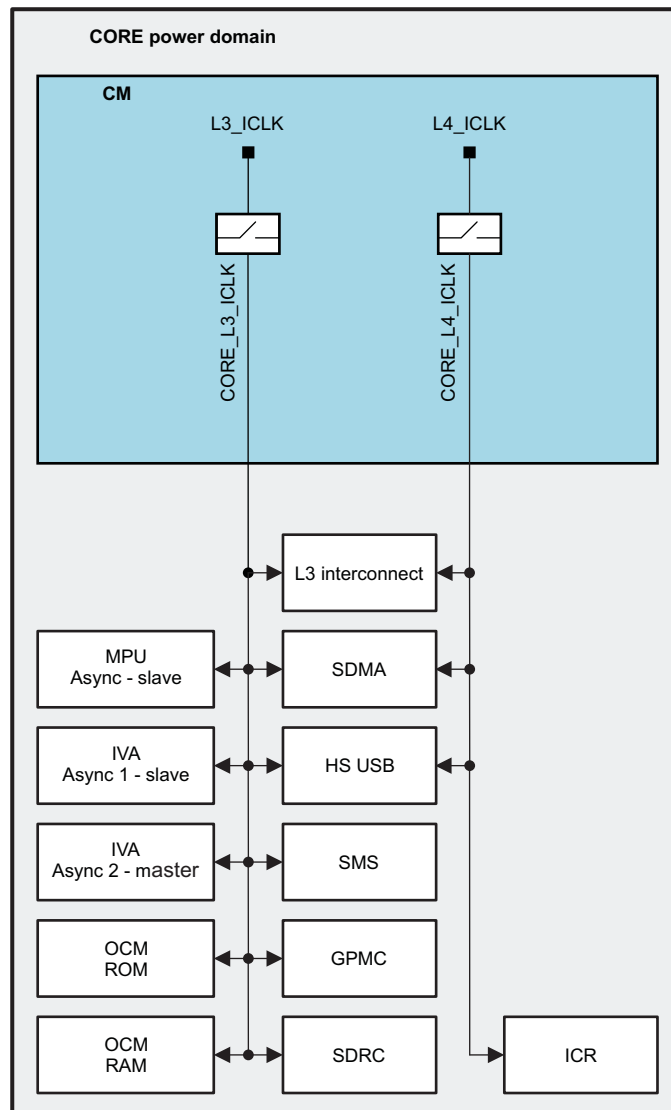 CORE power domain
CM
L3_ICLK
L4_ICLK
CORE_L3_ICLK
CORE_L4_ICLK
L3 interconnect
MPU
Async - slave
SDMA
IVA
Async 1 - slave
HS USB
IVA
Async 2 - master
SMS
OCM
ROM
GPMC
OCM
RAM
SDRC
ICR